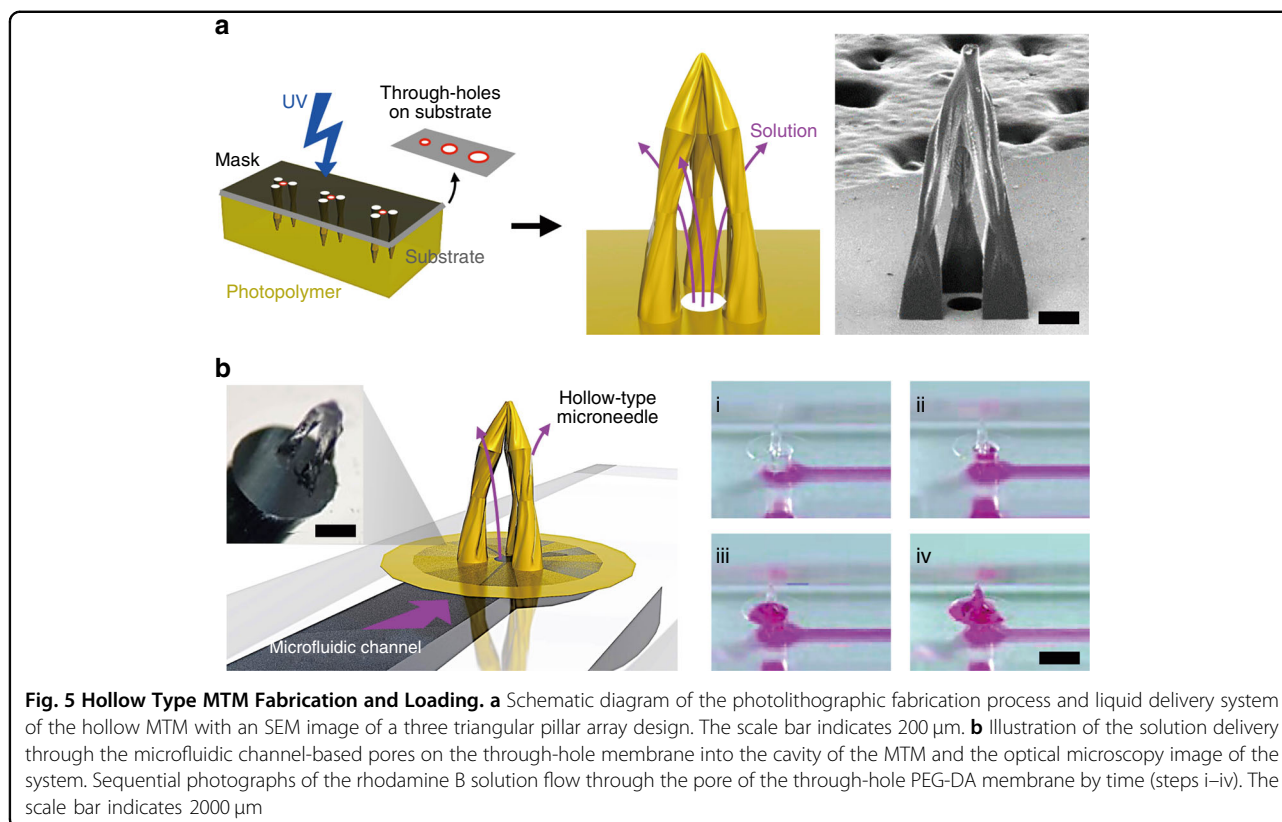 a
UV
Through-holes
on substrate
Mask
Substrate
Photopolymer
Solution
b
Hollow-type
microneedle
Microfluidic channel
i
ii
iii
iv
Fig. 5 Hollow Type MTM Fabrication and Loading. a Schematic diagram of the photolithographic fabrication process and liquid delivery system
of the hollow MTM with an SEM image of a three triangular pillar array design. The scale bar indicates 200 μm. b Illustration of the solution delivery
through the microfluidic channel-based pores on the through-hole membrane into the cavity of the MTM and the optical microscopy image of the
system. Sequential photographs of the rhodamine B solution flow through the pore of the through-hole PEG-DA membrane by time (steps i–iv). The
scale bar indicates 2000 μm